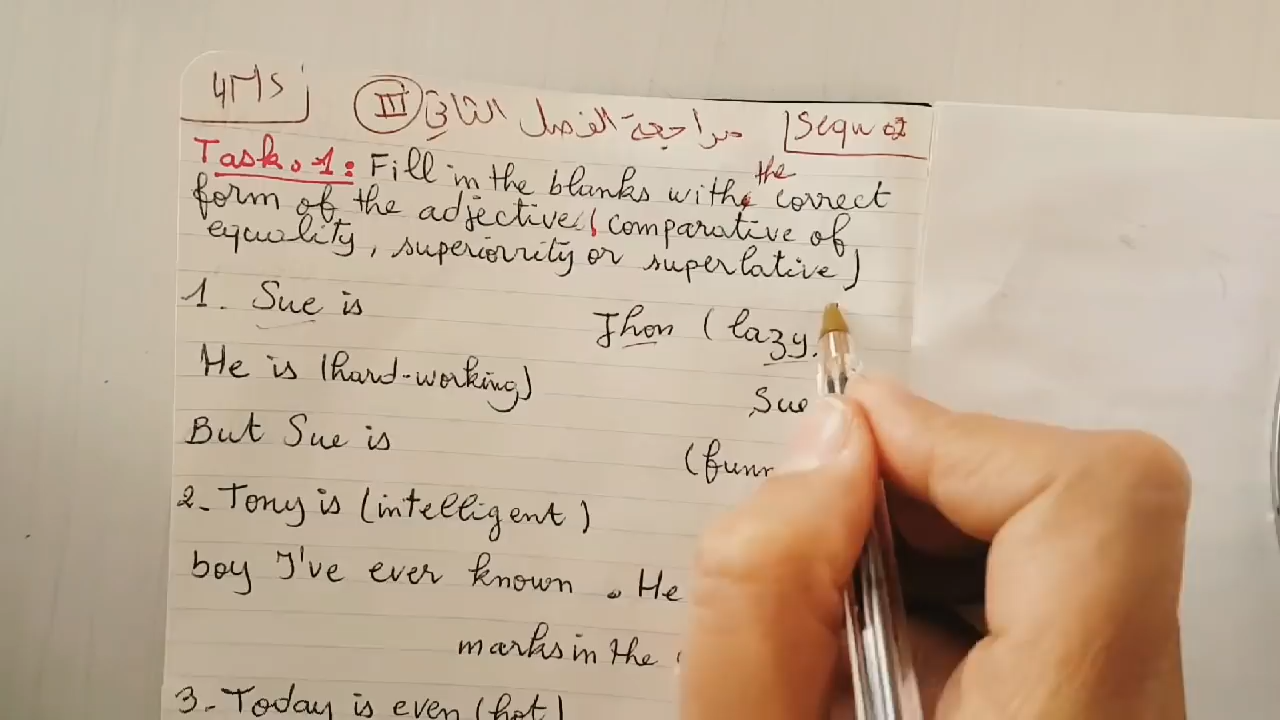 4Ms مراجعة الفصل الثاني III Sequ
Task. 1: Fill in the blanks with the correct
form of the adjective ( comparative of
equality, superiorrity or superlative )
1. Sue is Jhon ( lazy
He is (hard-working) Sue
But Sue is (funn
2- Tony is (intelligent )
boy I've ever known . He
marks in the
3- Today is even (hot)